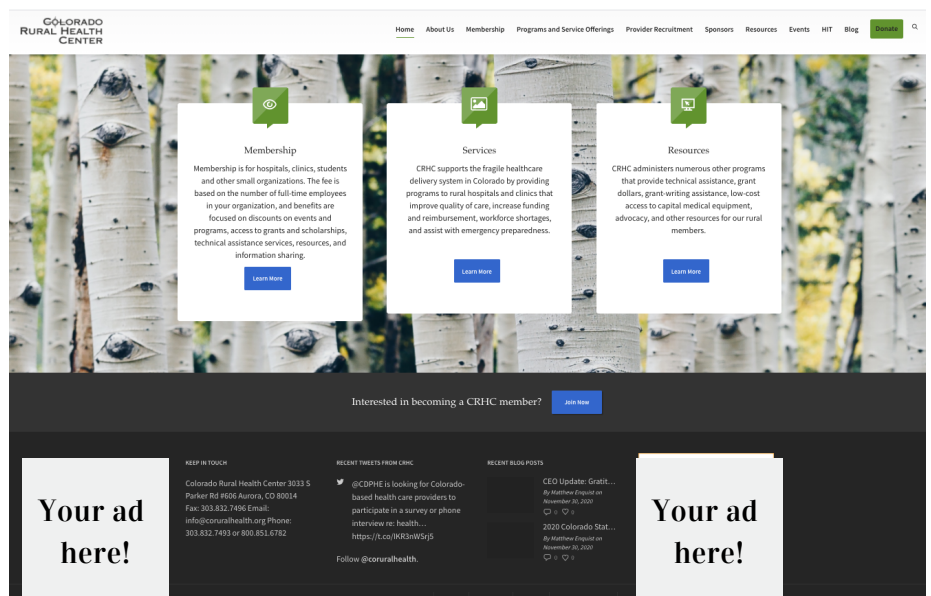 COLORADO
RURAL HEALTH
CENTER
Home About Us Membership Programs and Service Offerings Provider Recruitment Sponsors Resources Events HIT Blog Donate
Membership
Membership is for hospitals, clinics, students
and other small organizations. The fee is
based on the number of full-time employees
in your organization, and benefits are
focused on discounts on events and
programs, access to grants and scholarships,
technical assistance services, resources, and
information sharing.
Learn More
Services
CRHC supports the fragile healthcare
delivery system in Colorado by providing
programs to rural hospitals and clinics that
improve quality of care, increase funding
and reimbursement, workforce shortages,
and assist with emergency preparedness.
Learn More
Resources
CRHC administers numerous other programs
that provide technical assistance, grant
dollars, grant-writing assistance, low-cost
access to capital medical equipment,
advocacy, and other resources for our rural
members.
Learn More
Interested in becoming a CRHC member? Join Now
Your ad
here!
KEEP IN TOUCH
Colorado Rural Health Center 3033 S
Parker Rd #606 Aurora, CO 80014
Fax: 303.832.7496 Email:
info@coruralhealth.org Phone:
303.832.7493 or 800.851.6782
RECENT TWEETS FROM CRHC
@CDPHE is looking for Colorado-
based health care providers to
participate in a survey or phone
interview re: health…
https://t.co/IKR3nWSrj5
Follow @coruralhealth.
RECENT BLOG POSTS
CEO Update: Gratit…
By Matthew Enquist on
November 30, 2020
0 0
2020 Colorado Stat…
By Matthew Enquist on
November 30, 2020
0 0
Your ad
here!